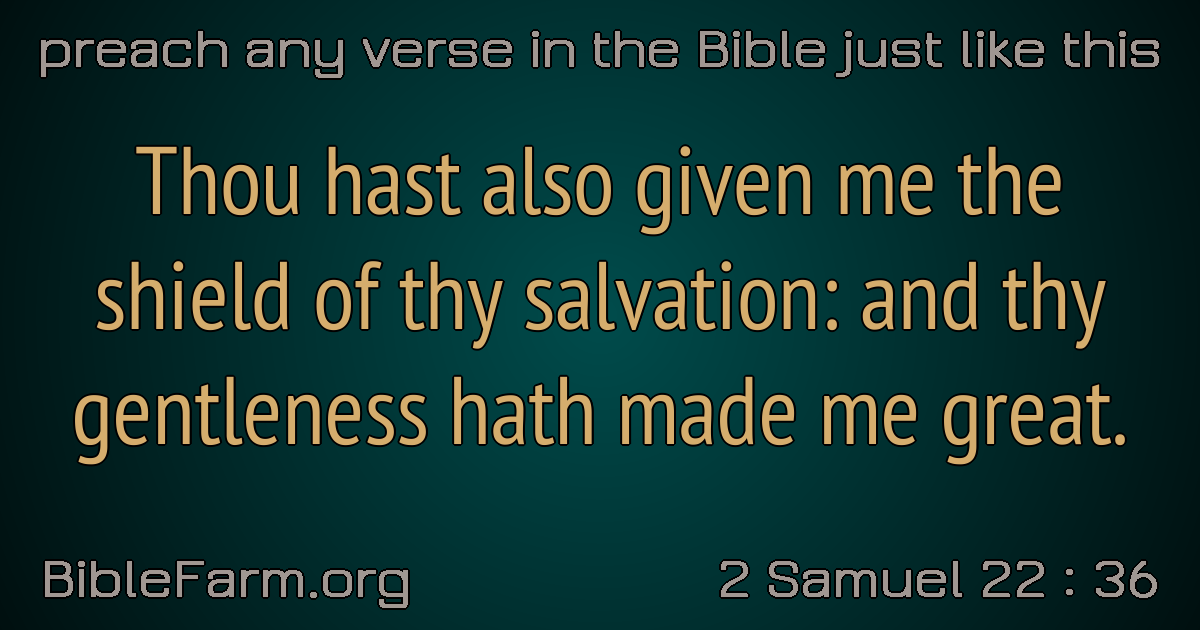 preach any verse in the Bible just like this
Thou hast also given me the
shield of thy salvation: and thy
gentleness hath made me great.
BibleFarm.org
2 Samuel 22 : 36